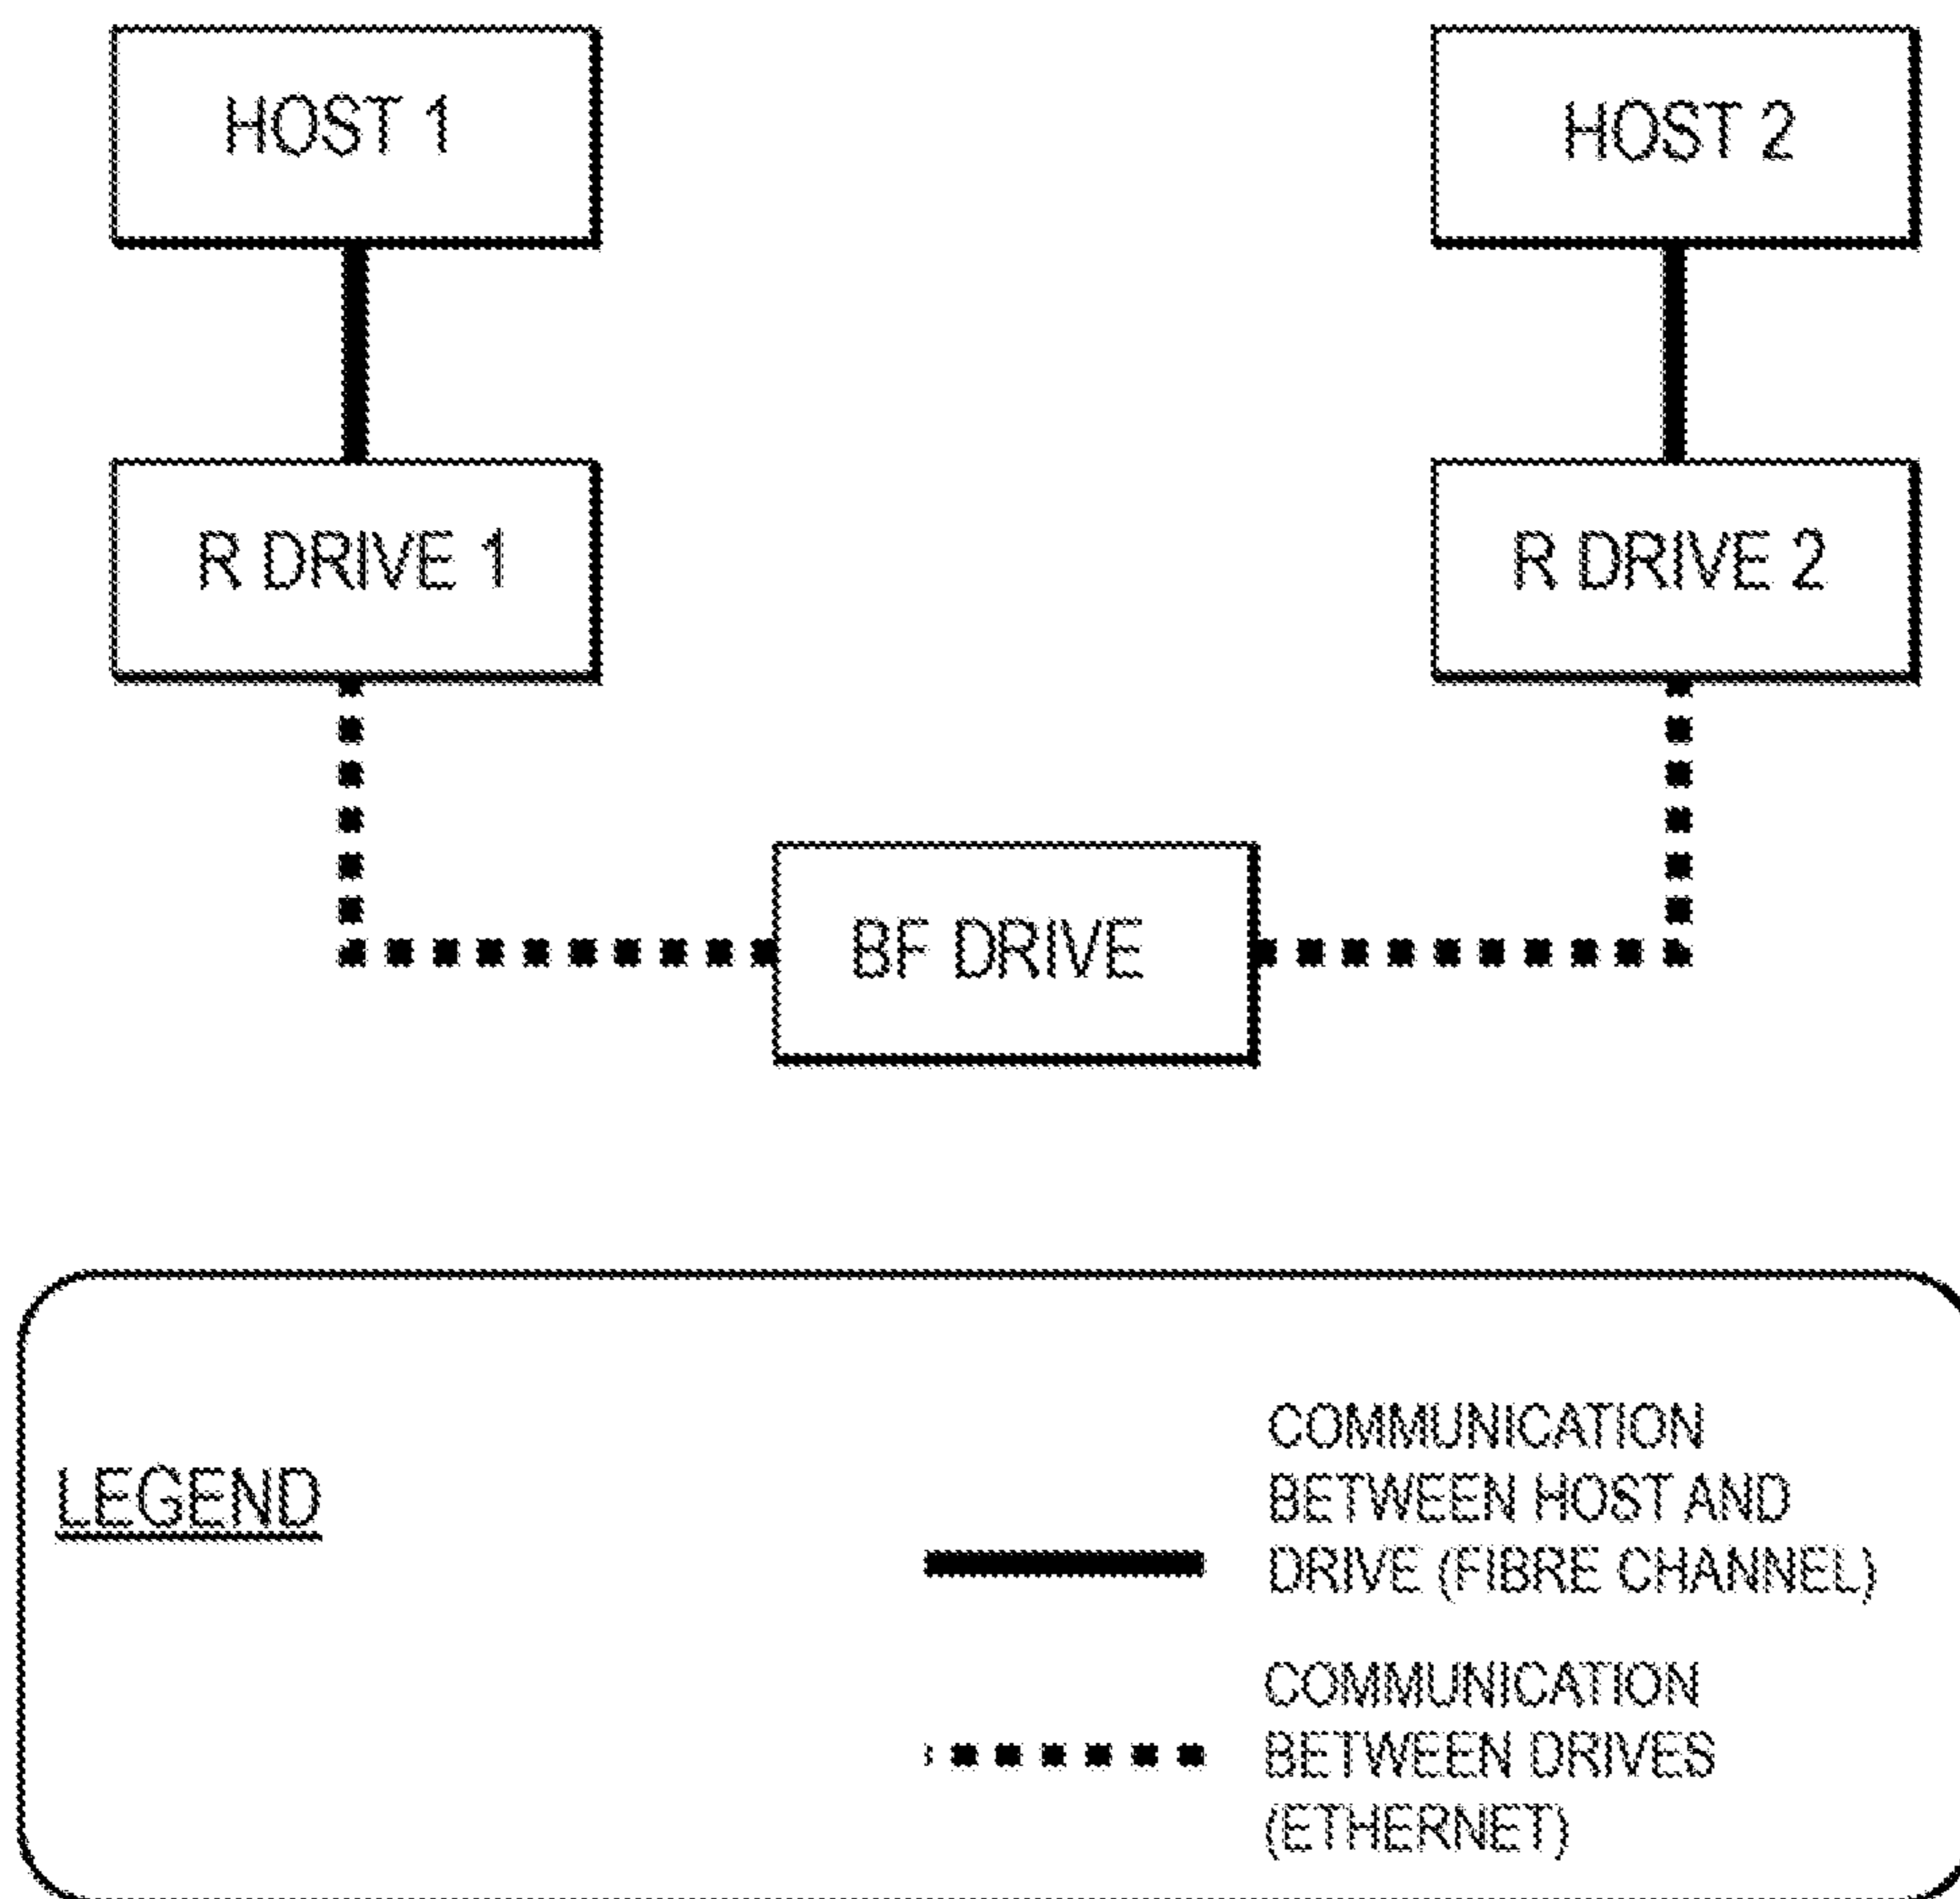 HOST 1
HOST 2
R DRIVE 1
R DRIVE 2
BF DRIVE
LEGEND
COMMUNICATION
BETWEEN HOST AND
DRIVE (FIBRE CHANNEL)
COMMUNICATION
BETWEEN DRIVES
(ETHERNET)